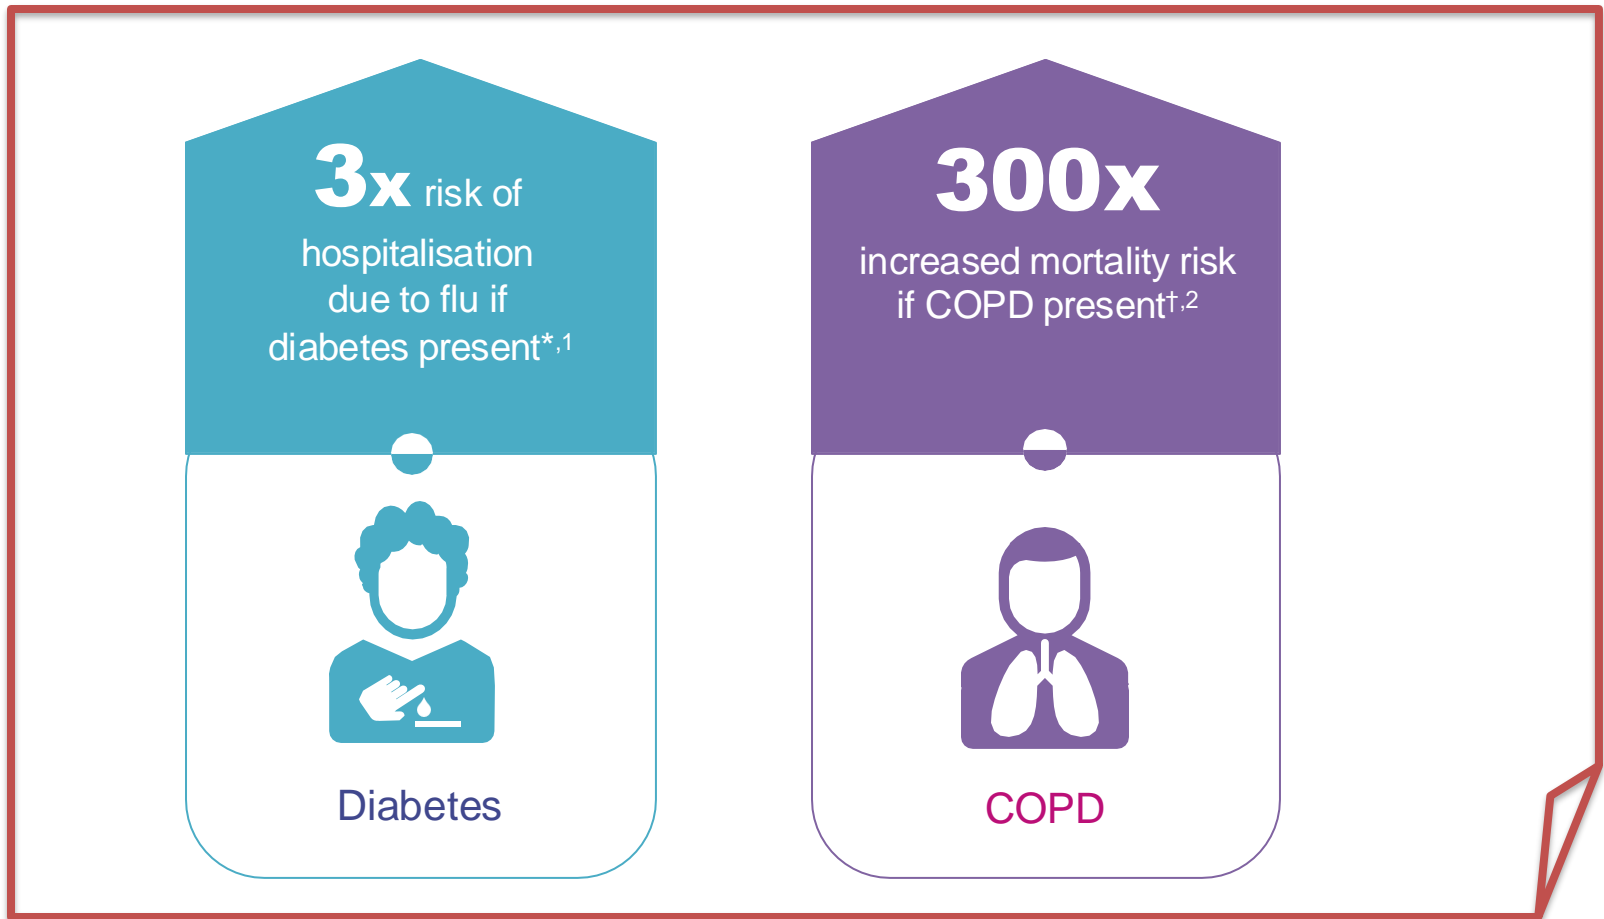 3x risk of
hospitalisation
due to flu if
diabetes present*,1
Diabetes
300x
increased mortality risk
if COPD present†,2
COPD